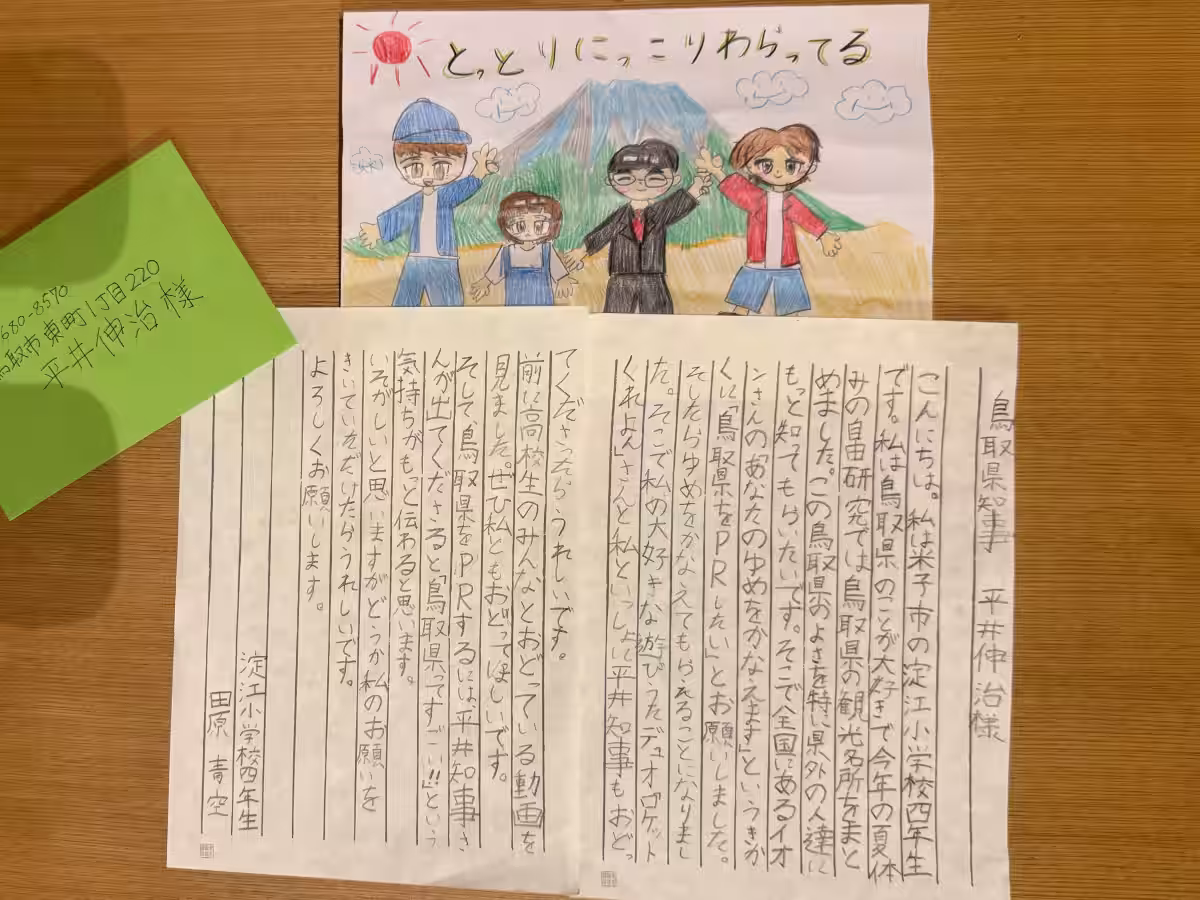 とっとりにっこりわらってる
680-8570
鳥取市東町1丁目220
平井伸治様
鳥取県知事 平井伸治様
こんにちは。私は米子市の淀江小学校四年生
です。私は鳥取県のことが大好きで今年の夏休
みの自由研究では鳥取県の観光名所をまと
めました。この鳥取県のよさを特に県外の人達に
もっと知ってもらいたいです。そこで全国にあるイオ
ンさんの「あなたのゆめをかなえます」というきか
くに「鳥取県をPRしたい」とお願いしました。
そしたらゆめをかなえてもらえることになりまし
た。そこで私の大好きな遊びうたデュオ「ロケット
くれよん」さんと私といっしょに平井知事もおどっ
てくださったらうれしいです。
前に高校生のみんなとおどっている動画を
見ました。ぜひ私ともおどってほしいです。
そして、鳥取県をPRするには、平井知事さ
んが出てくださると「鳥取県ってすごい!!」という
気持ちがもっと伝わると思います。
いそがしいと思いますがどうか私のお願いを
きいていただけたらうれしいです。
よろしくお願いします。
淀江小学校四年生
田原 青空